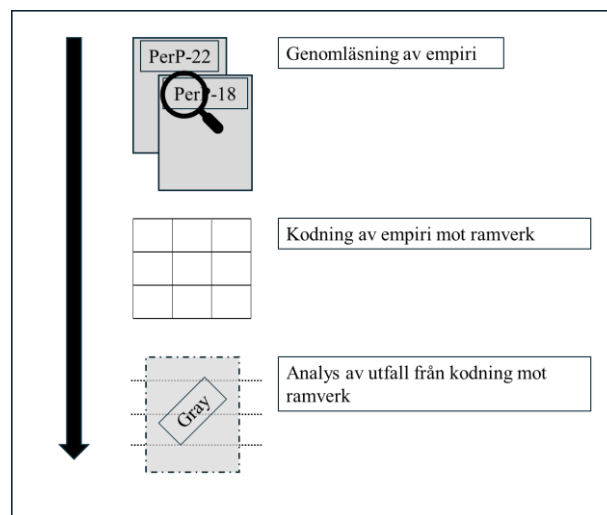 PerP-22
Genomläsning av empiri
PerP-18
Kodning av empiri mot ramverk
Analys av utfall från kodning mot
ramverk
Gray